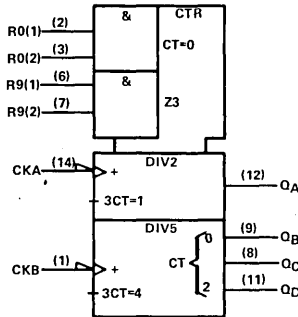 & CTR
R0(1) (2)
R0(2) (3) CT=0
R9(1) (6) &
R9(2) (7) Z3
DIV2
CKA (14) + (12) QA
3CT=1
DIV5
0 (9) QB
CKB (1) + CT (8) QC
3CT=4 2 (11) QD